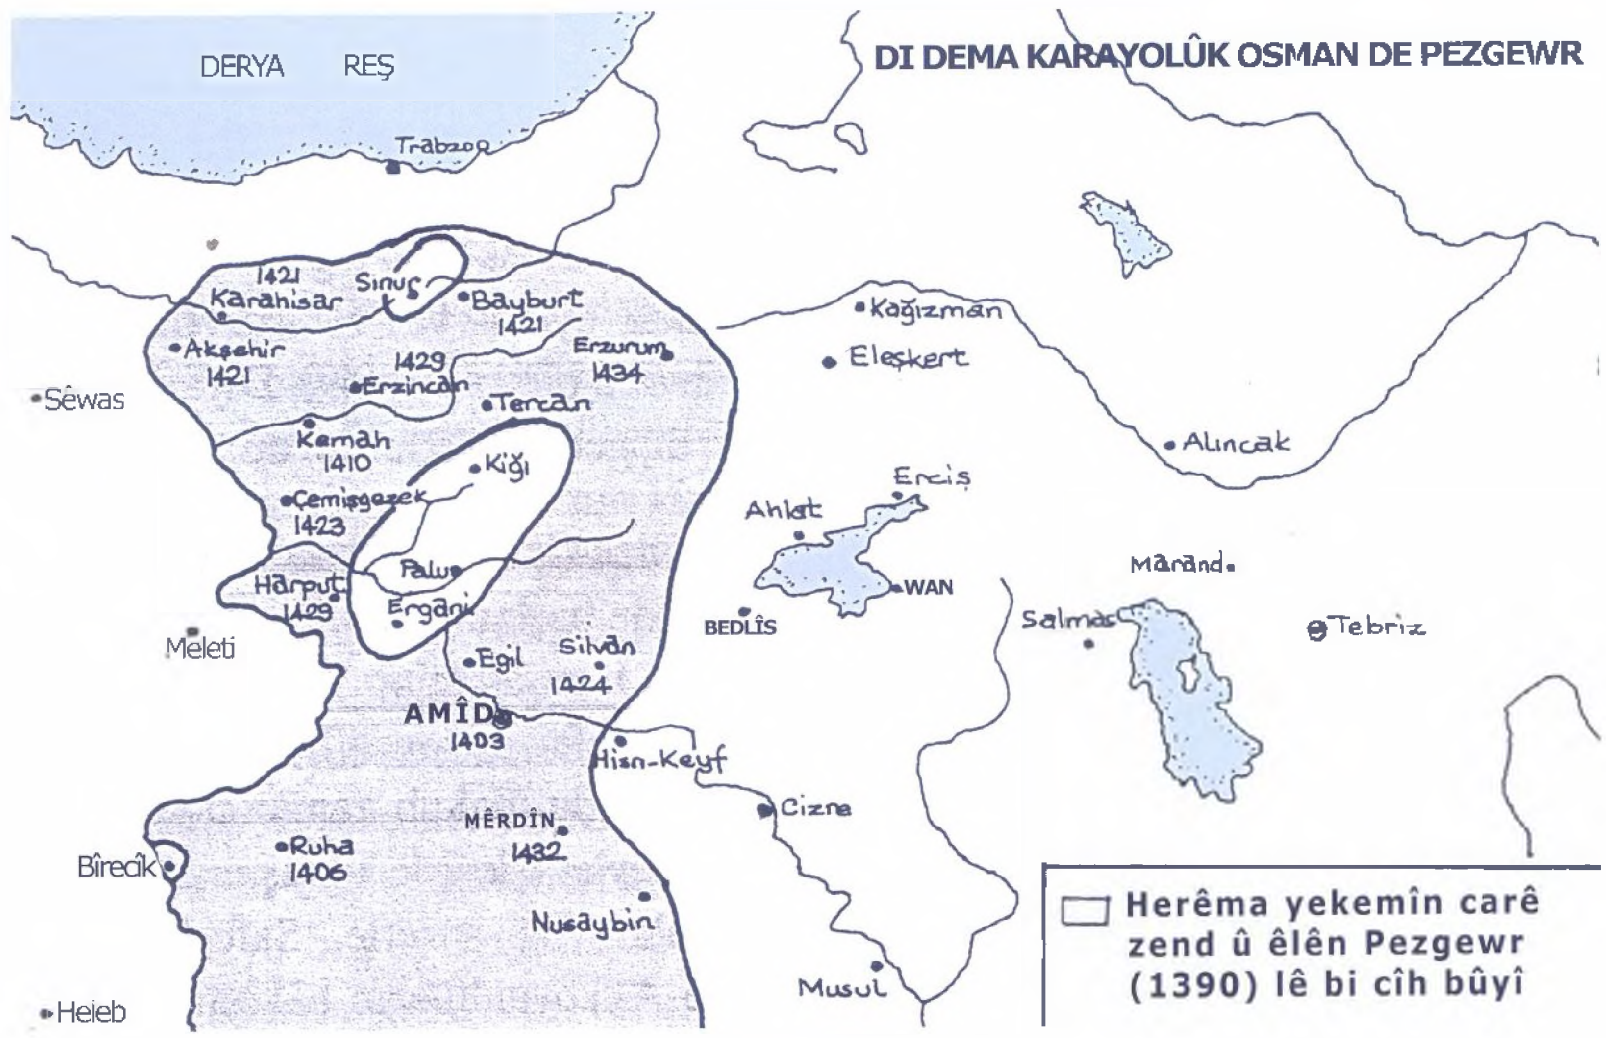 DERYA REŞ
DI DEMA KARAYOLÛK OSMAN DE PEZGEWR
Trabzon
1421
Karahisar
Sınur
Bayburt
1421
Akşehir
1421
1429
Erzincan
Erzurum
1434
Kağızman
Eleşkert
Sêwas
Tercan
Kemah
1410
Kiğı
Alıncak
Çemişgezek
1423
Erciş
Ahlat
Harput
1429
Palu
Ergani
WAN
BEDLÎS
Marand
Salmas
Tebriz
Meleti
Egil
Silvan
1424
AMÎD
1403
Hisn-Keyf
Cizre
MÊRDÎN
1432
Ruha
1406
Bîrecîk
Nusaybin
Musul
Heleb
Herêma yekemîn carê
zend û êlên Pezgewr
(1390) lê bi cîh bûyî